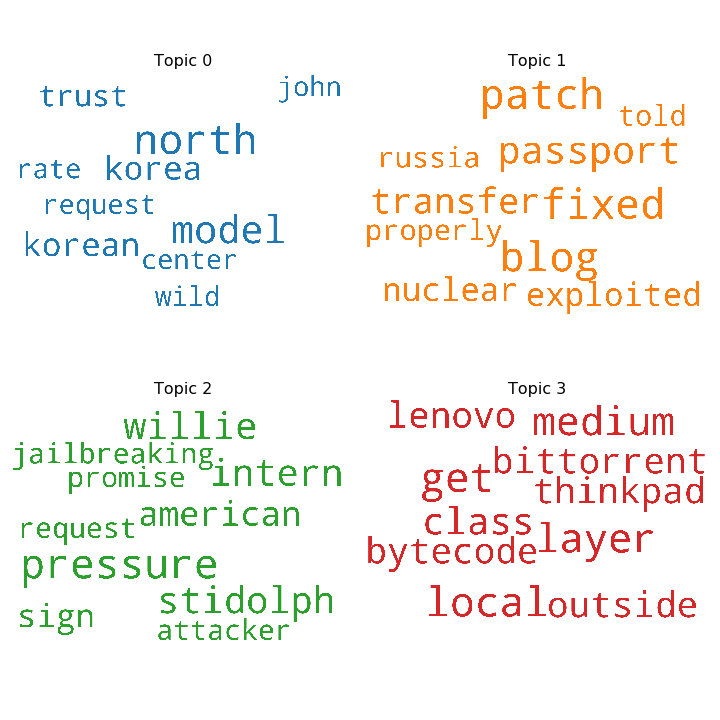 Topic 0
john
trust
north
rate korea
request
model
korean
center
wild
Topic 1
patch
told
russia passport
transfer fixed
properly
blog
nuclear exploited
Topic 2
willie
jailbreaking
promise intern
american
request
pressure
stidolph
sign
attacker
Topic 3
lenovo medium
bittorrent
get
thinkpad
class
layer
bytecode
local outside